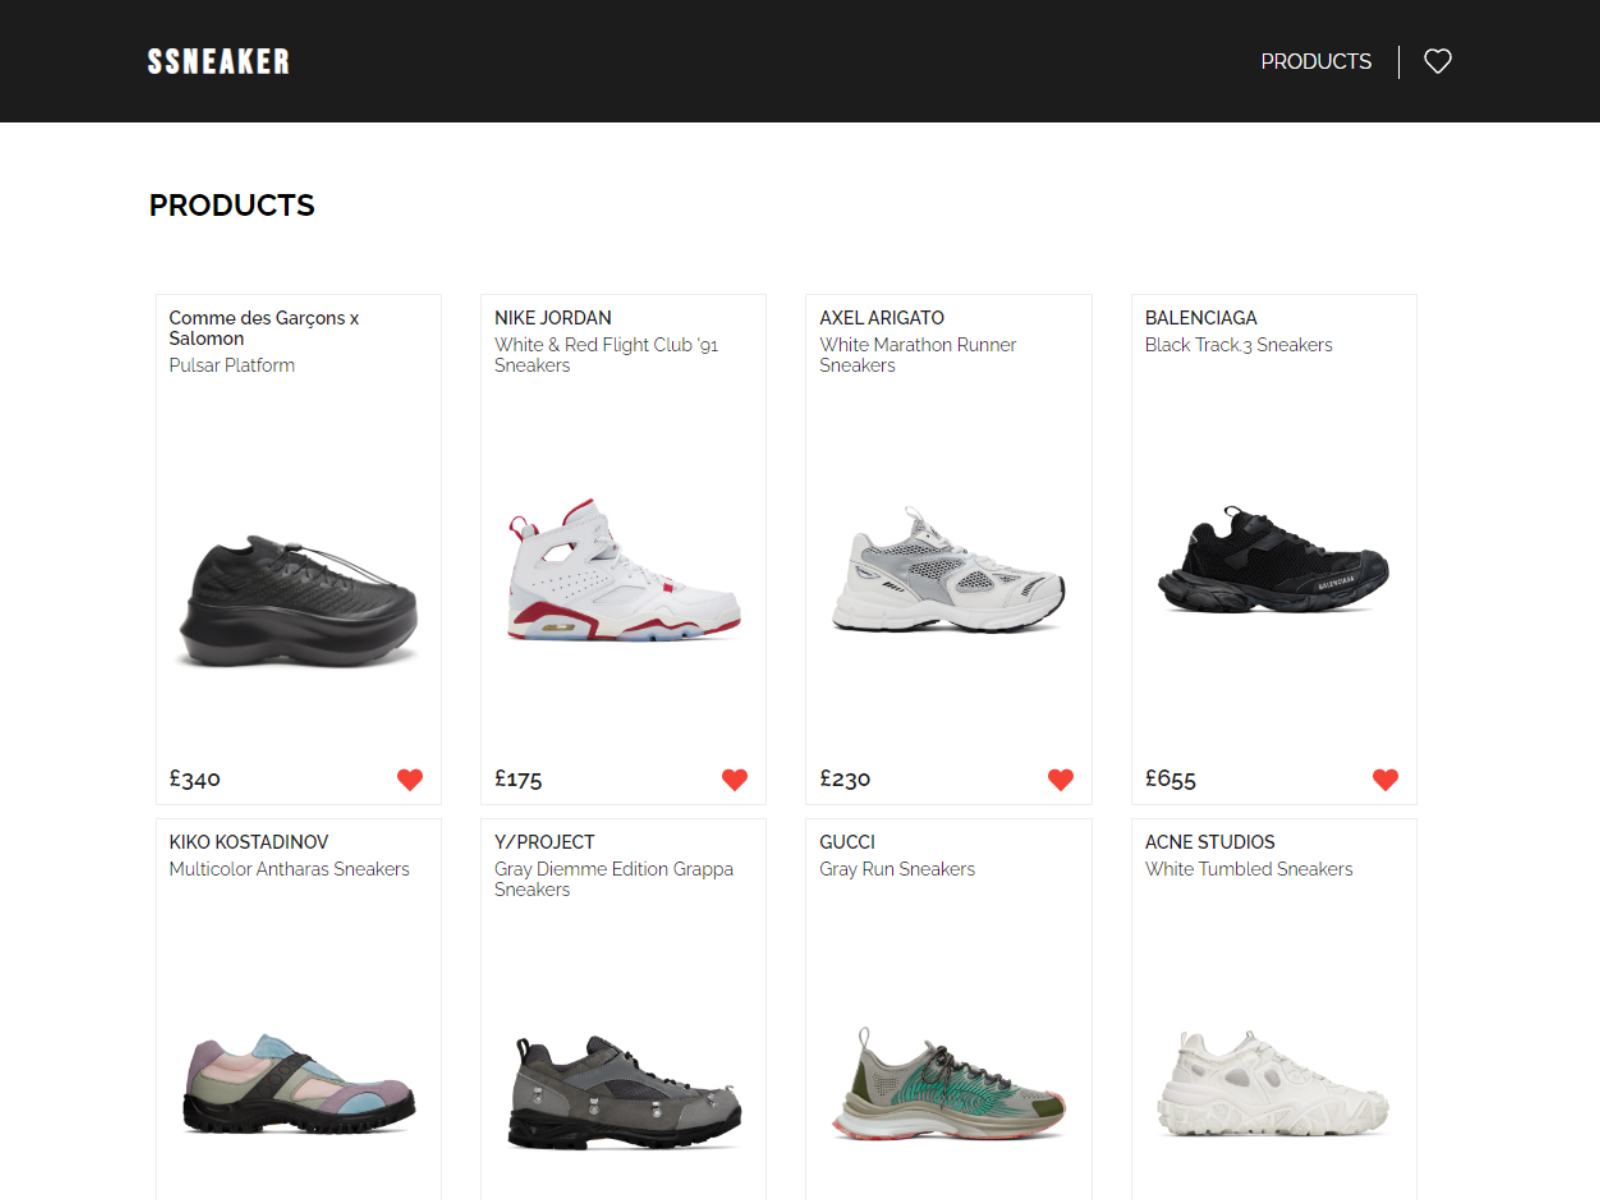 SSNEAKER
PRODUCTS
PRODUCTS
Comme des Garçons x
Salomon
Pulsar Platform
£340
NIKE JORDAN
White & Red Flight Club '91
Sneakers
£175
AXEL ARIGATO
White Marathon Runner
Sneakers
£230
BALENCIAGA
Black Track.3 Sneakers
BALENCIAGA
£655
KIKO KOSTADINOV
Multicolor Antharas Sneakers
Y/PROJECT
Gray Diemme Edition Grappa
Sneakers
GUCCI
Gray Run Sneakers
ACNE STUDIOS
White Tumbled Sneakers